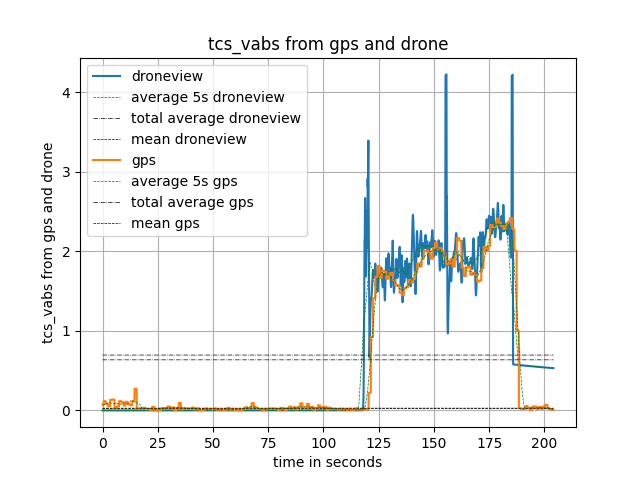 tcs_vabs from gps and drone
droneview
average 5s droneview
total average droneview
mean droneview
gps
average 5s gps
total average gps
mean gps
tcs_vabs from gps and drone
4
3
2
1
0
0 25 50 75 100 125 150 175 200
time in seconds